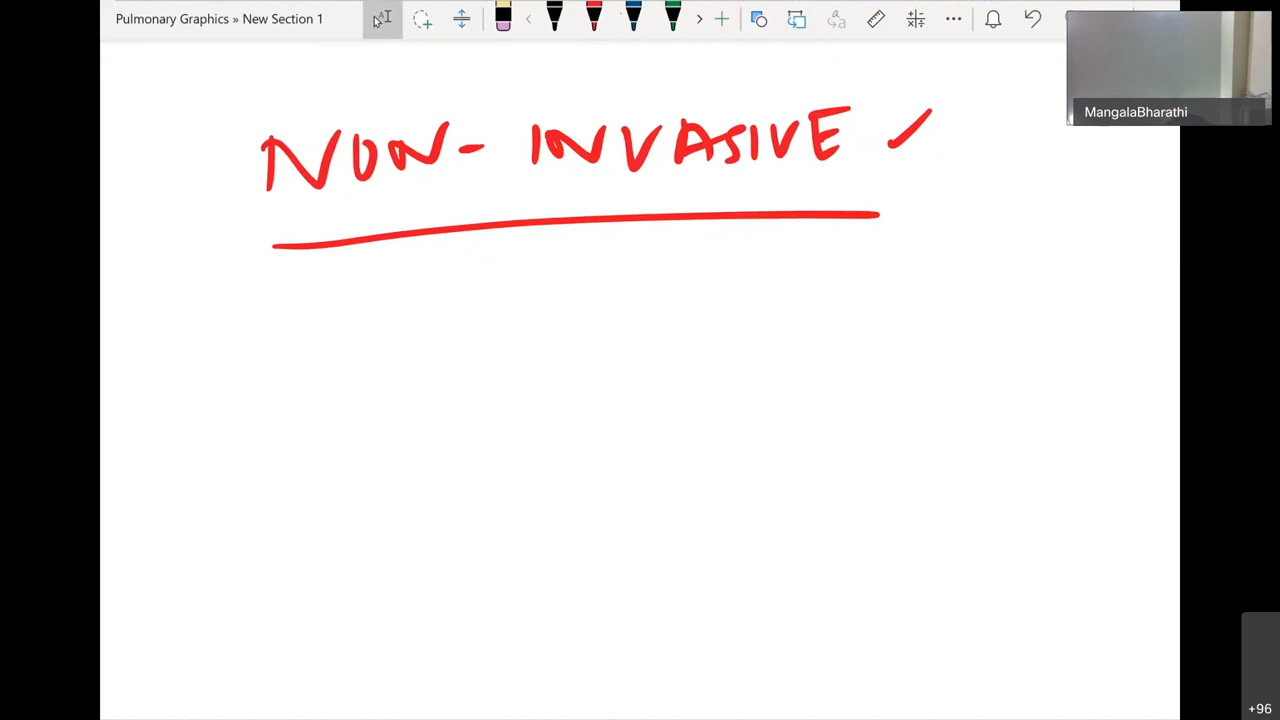 Pulmonary Graphics » New Section 1
MangalaBharathi
NON- INVASIVE ✓
+96